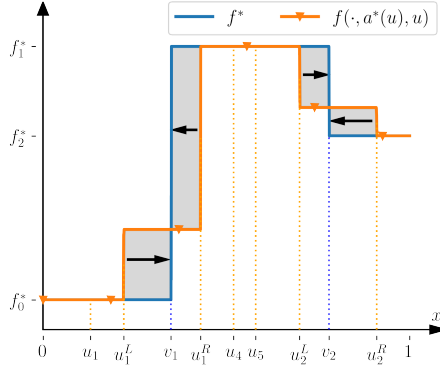 f* f(·, a*(u), u)
f₁*
f₂*
f₀*
x
0 u₁ u₁ᴸ v₁ u₁ᴿ u₄ u₅ u₂ᴸ v₂ u₂ᴿ 1